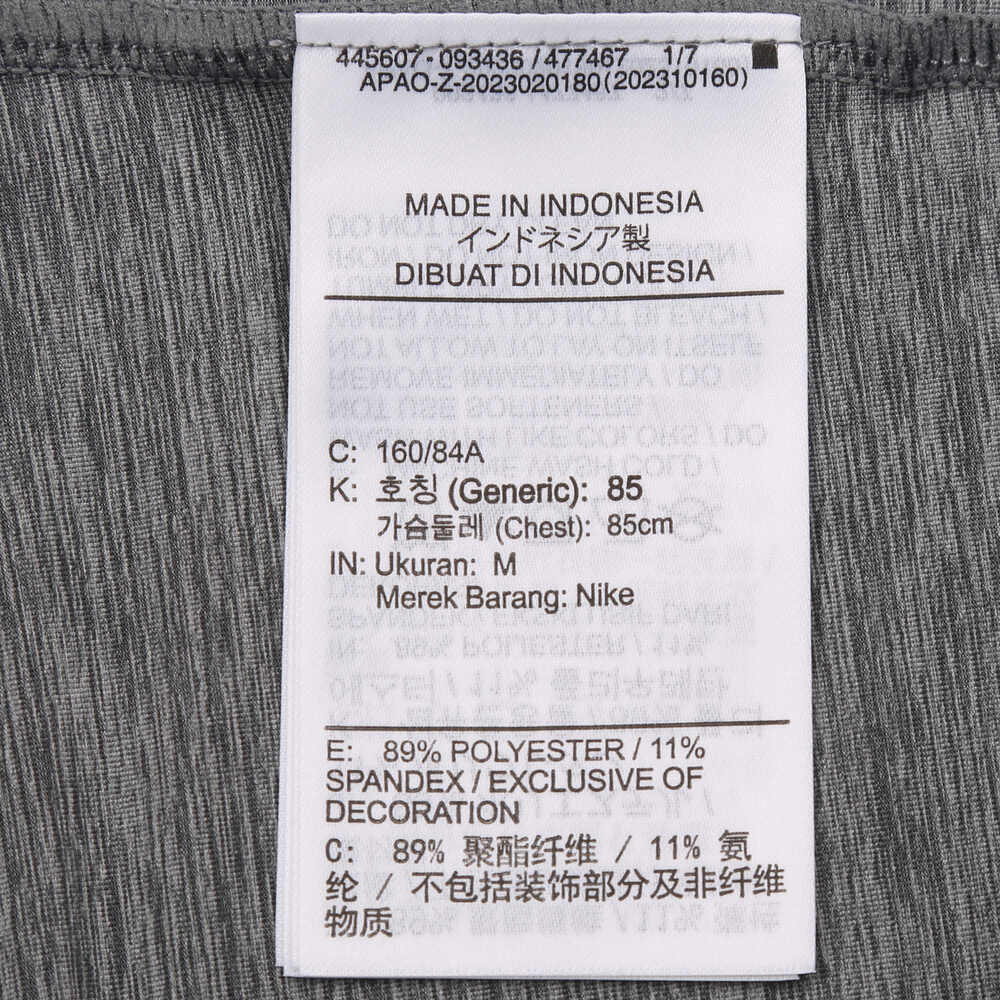 445607-093436 / 477467 1/7
APAO-Z-2023020180(202310160)
MADE IN INDONESIA
インドネシア製
DIBUAT DI INDONESIA
C: 160/84A
K: 호칭 (Generic): 85
가슴둘레 (Chest): 85cm
IN: Ukuran: M
Merek Barang: Nike
E: 89% POLYESTER / 11%
SPANDEX / EXCLUSIVE OF
DECORATION
C: 89% 聚酯纤维 / 11% 氨
纶 / 不包括装饰部分及非纤维
物质